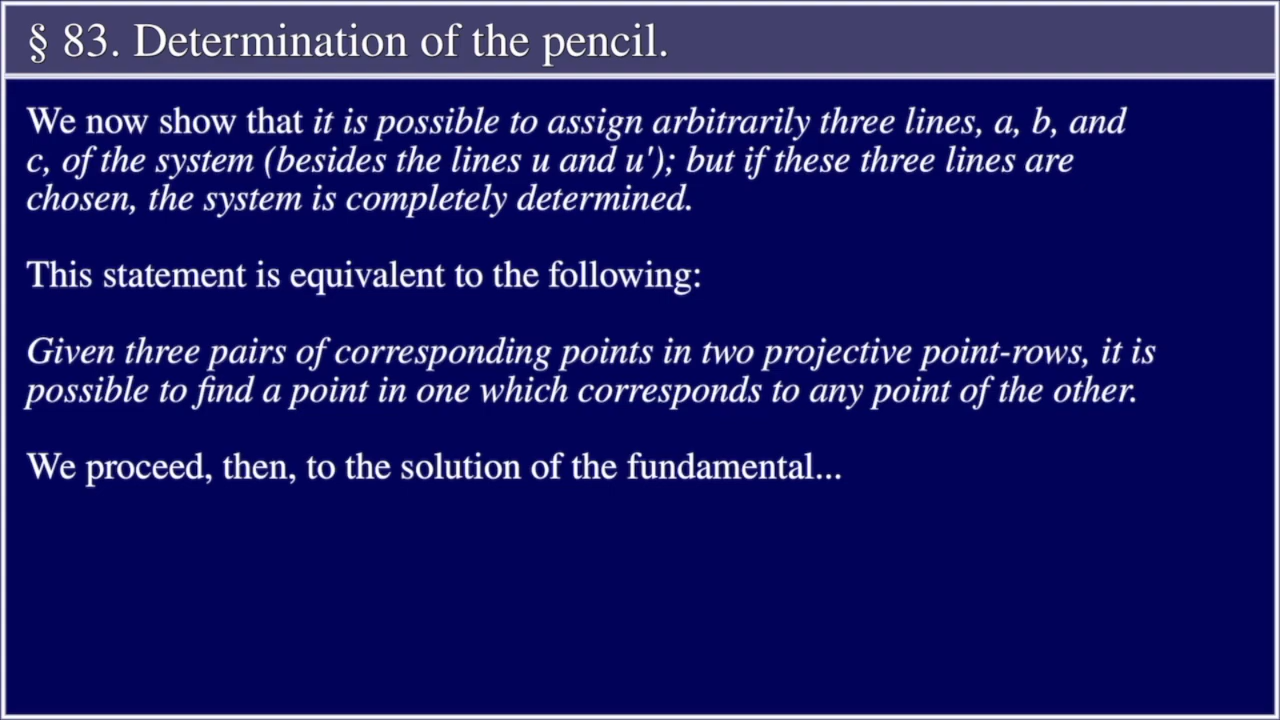 § 83. Determination of the pencil.
We now show that it is possible to assign arbitrarily three lines, a, b, and
c, of the system (besides the lines u and u'); but if these three lines are
chosen, the system is completely determined.
This statement is equivalent to the following:
Given three pairs of corresponding points in two projective point-rows, it is
possible to find a point in one which corresponds to any point of the other.
We proceed, then, to the solution of the fundamental...